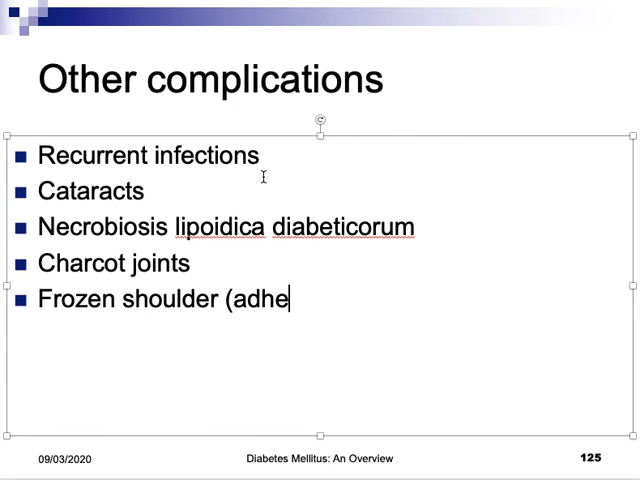 Other complications
Recurrent infections
Cataracts
Necrobiosis lipoidica diabeticorum
Charcot joints
Frozen shoulder (adhe
09/03/2020
Diabetes Mellitus: An Overview
125